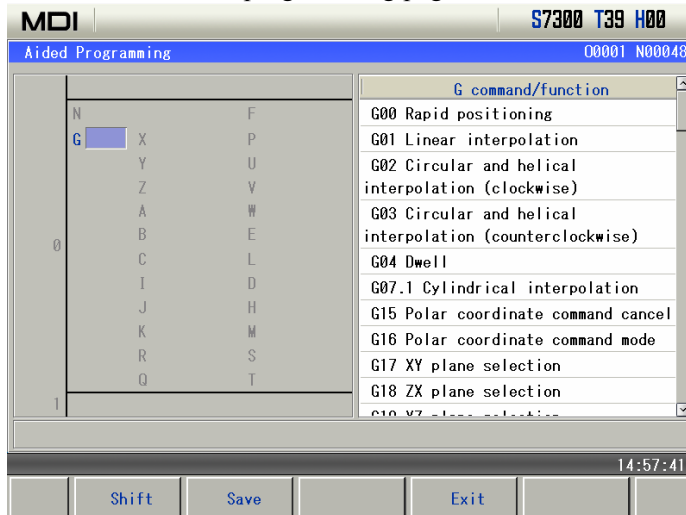 MDI S7300 T39 H00
Aided Programming O0001 N00048
G command/function
N F
G X P
Y U
Z V
A W
B E
0
C L
I D
J H
K M
R S
Q T
1
G00 Rapid positioning
G01 Linear interpolation
G02 Circular and helical
interpolation (clockwise)
G03 Circular and helical
interpolation (counterclockwise)
G04 Dwell
G07.1 Cylindrical interpolation
G15 Polar coordinate command cancel
G16 Polar coordinate command mode
G17 XY plane selection
G18 ZX plane selection
14:57:41
Shift Save Exit